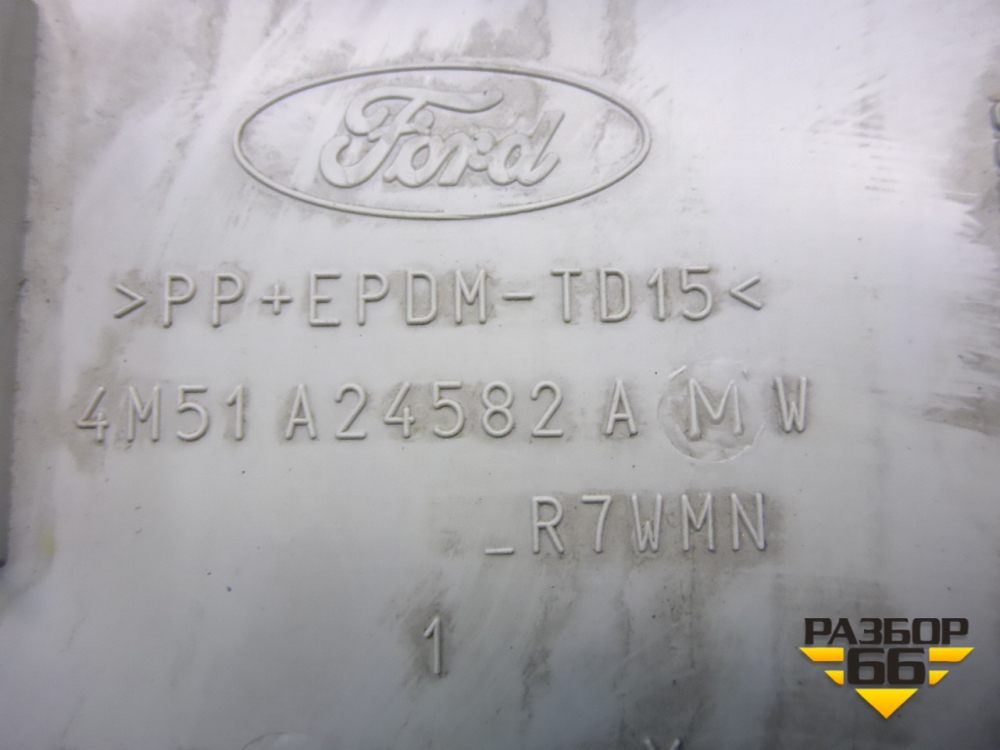 Ford
>PP+EPDM-TD15<
4M51 A24582 A M W
_R7WMN
1
РАЗБОР
66